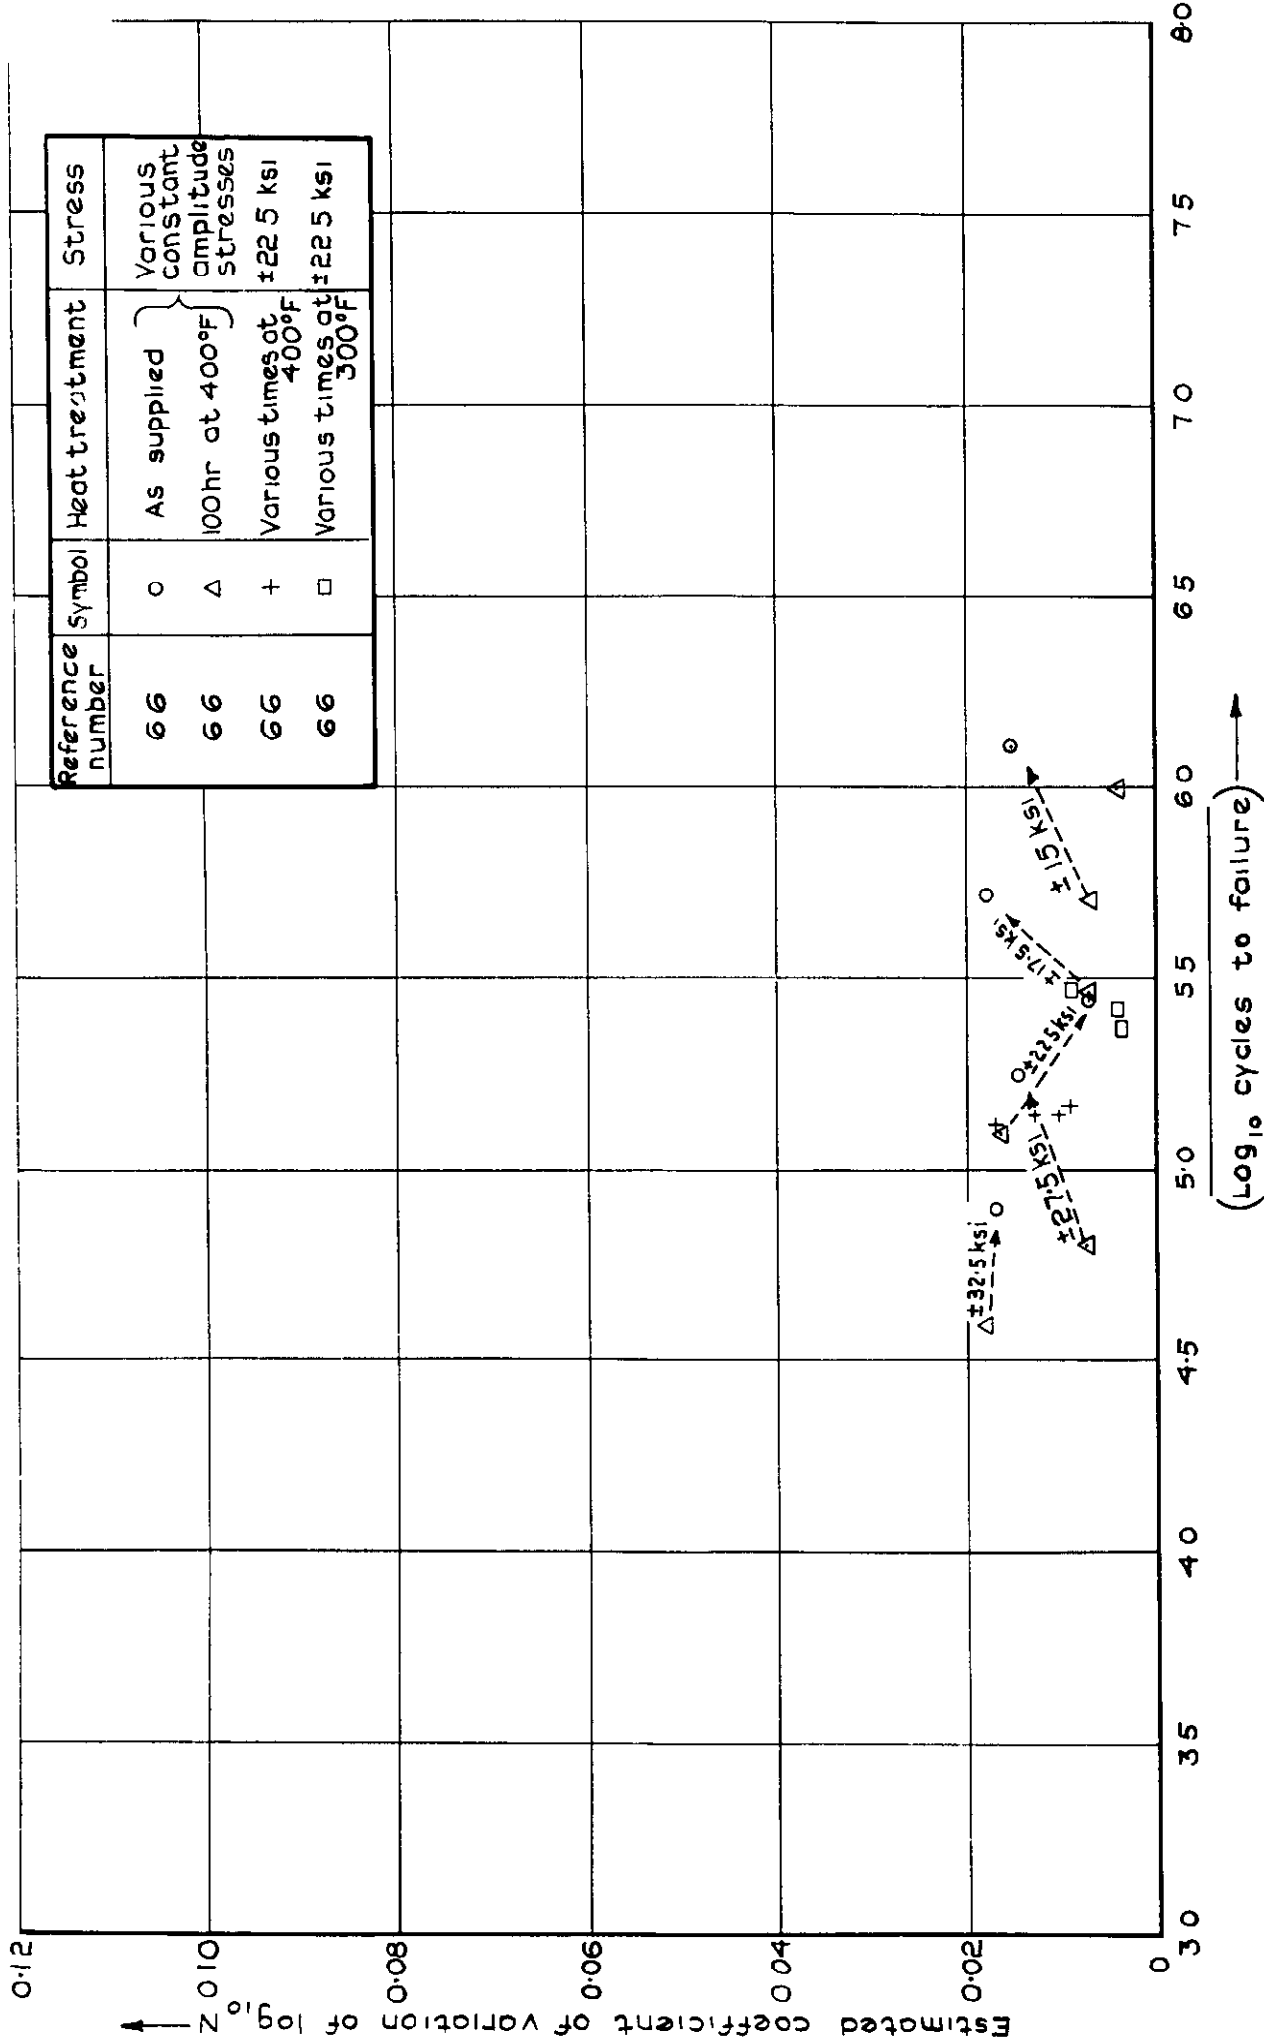 Reference number
Symbol
Heat treatment
Stress
66
O
As supplied
Various constant amplitude stresses
66
Δ
100hr at 400°F
66
+
Various times at 400°F
±22 5 ksi
66
□
Various times at 300°F
±22 5 ksi
Estimated coefficient of variation of log10 N
0·12
0 10
0·08
0·06
0·04
0·02
0
±32.5 ksi
±27.5 KSI
±22 5 ksi
±17.5 KSI
±15 KSI
3 0
3 5
4 0
4·5
5·0
5 5
6 0
6 5
7 0
7 5
8·0
(Log10 cycles to failure)